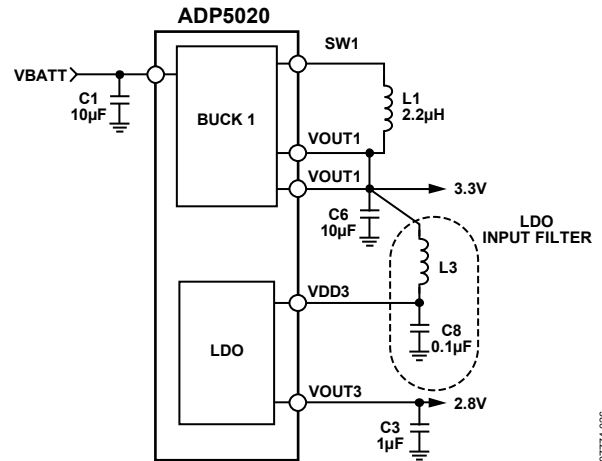 ADP5020
SW1
VBATT
C1
10µF
BUCK 1
L1
2.2µH
VOUT1
VOUT1
3.3V
C6
10µF
LDO
INPUT FILTER
L3
VDD3
LDO
C8
0.1µF
VOUT3
2.8V
C3
1µF